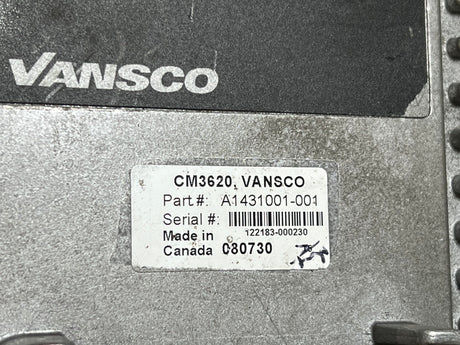 VANSCO
CM3620, VANSCO
Part #: A1431001-001
Serial #:
122183-000230
Made in
Canada 080730